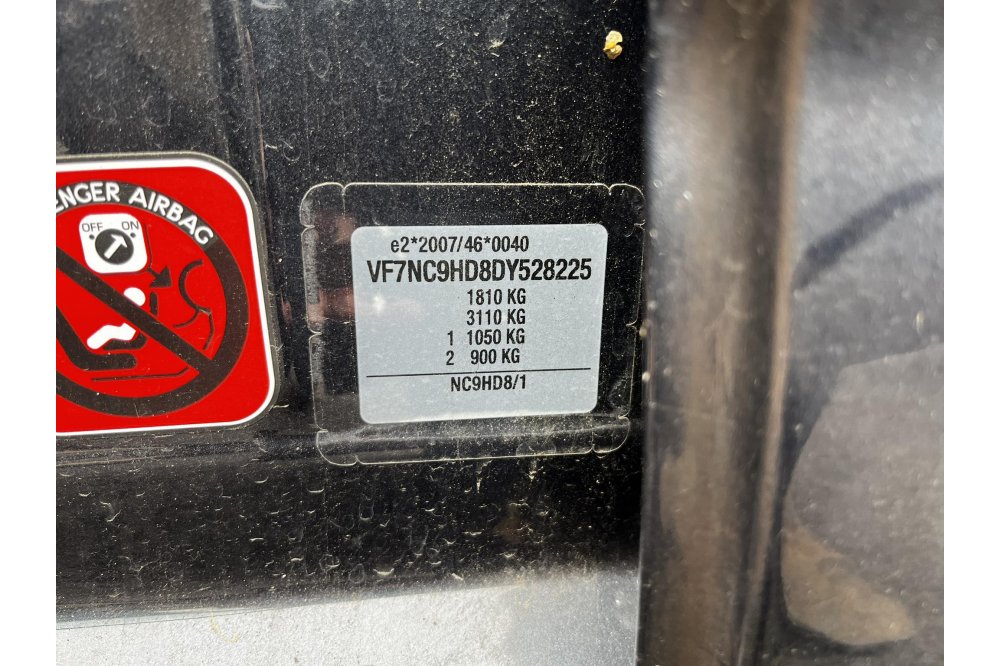 ENGER AIRBAG
OFF ON
e2*2007/46*0040
VF7NC9HD8DY528225
1810 KG
3110 KG
1 1050 KG
2 900 KG
NC9HD8/1